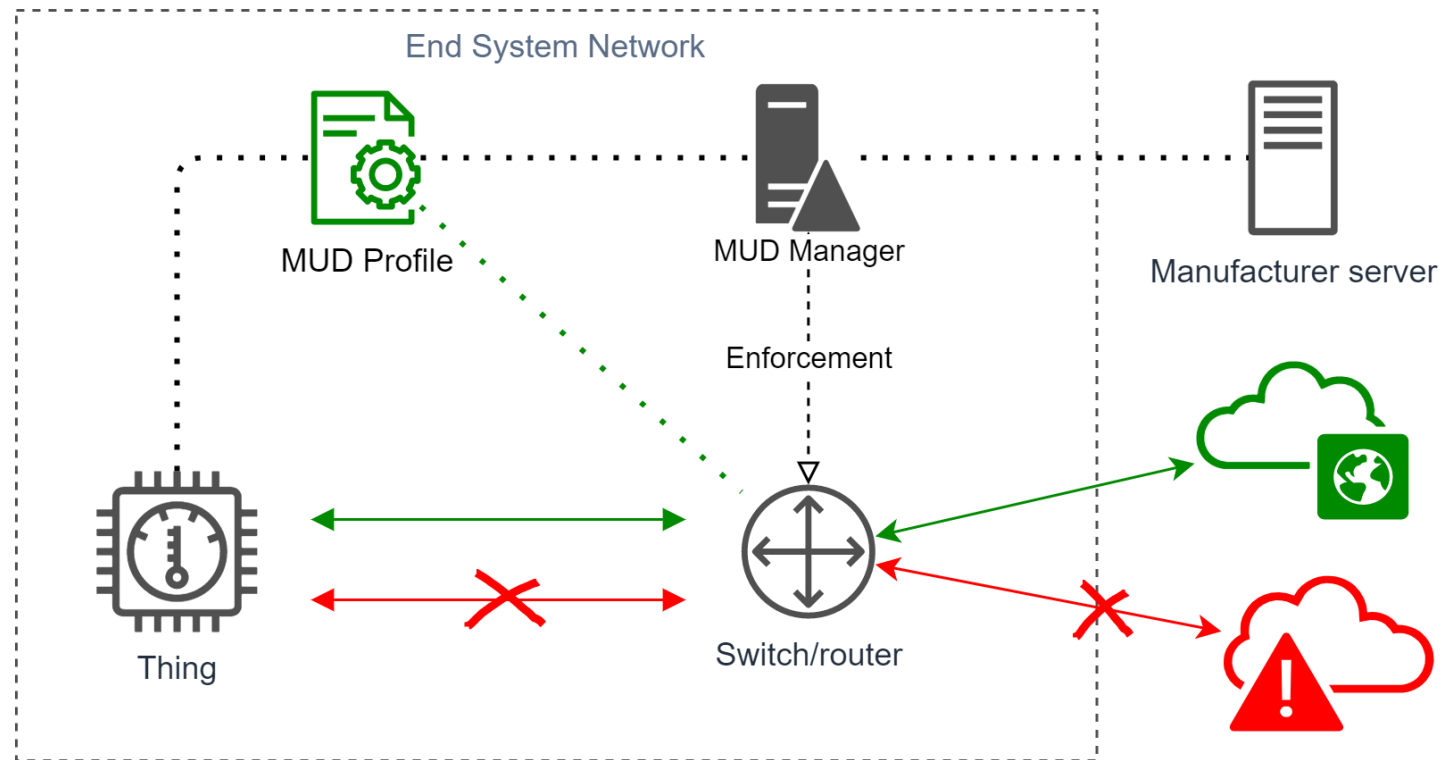 End System Network
MUD Profile
MUD Manager
Manufacturer server
Enforcement
Thing
Switch/router